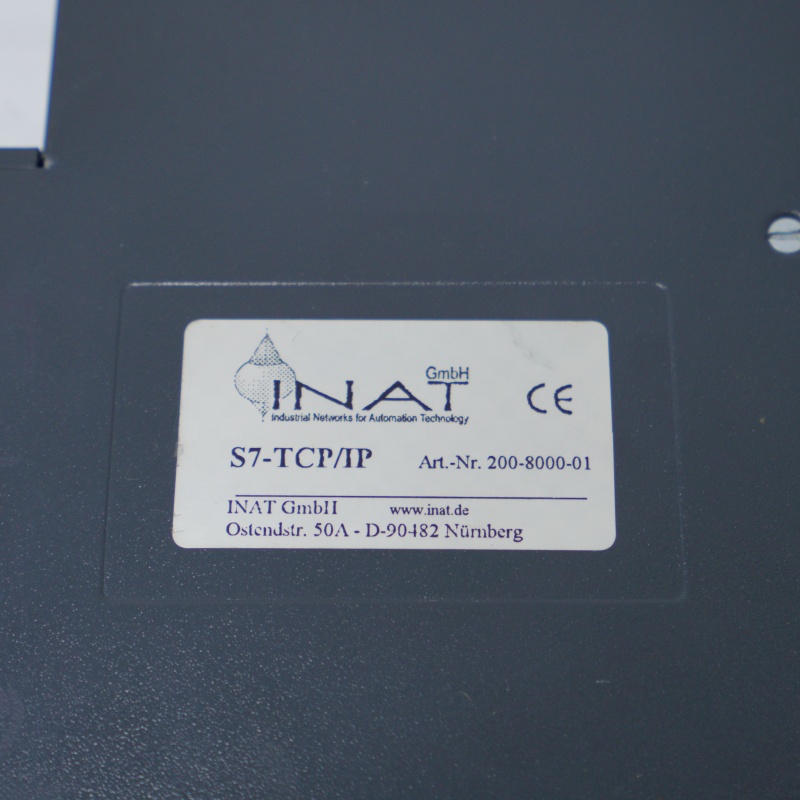 GmbH
INAT
Industrial Networks for Automation Technology
CE
S7-TCP/IP Art.-Nr. 200-8000-01
INAT GmbH www.inat.de
Ostendstr. 50A - D-90482 Nürnberg